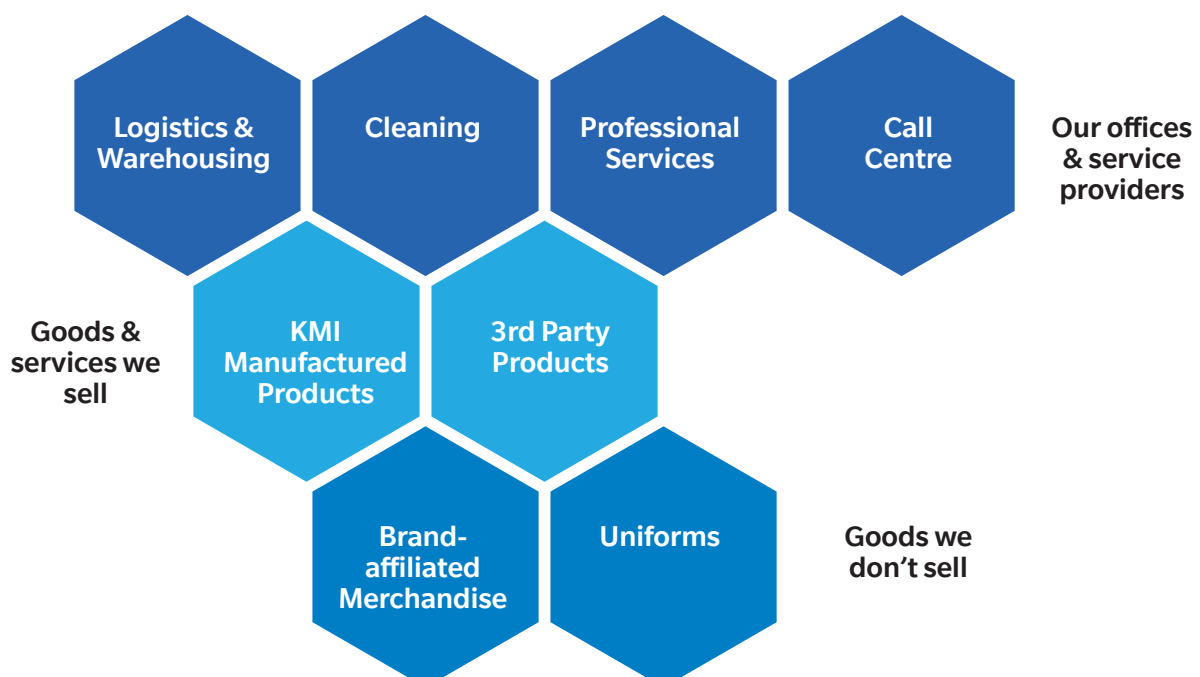 Logistics &
Warehousing
Cleaning
Professional
Services
Call
Centre
Our offices
& service
providers
Goods &
services we
sell
KMI
Manufactured
Products
3rd Party
Products
Brand-
affiliated
Merchandise
Uniforms
Goods we
don’t sell